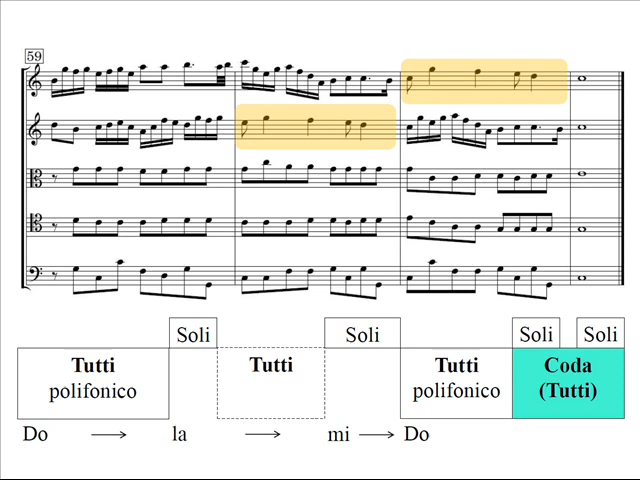 59
Soli Soli Soli Soli
Tutti Tutti Tutti Coda
polifonico polifonico (Tutti)
Do la mi Do